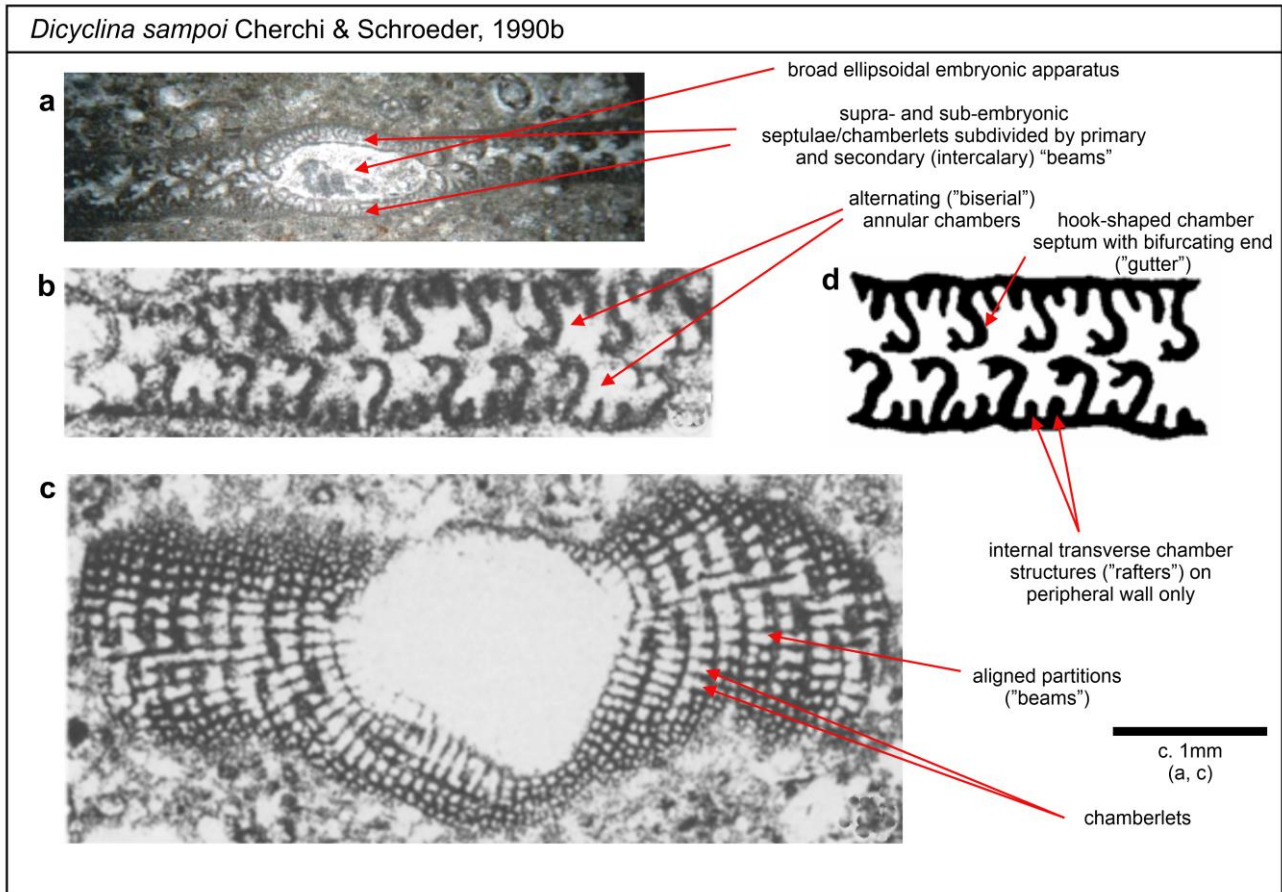 Dicyclina sampoi Cherchi & Schroeder, 1990b
a
broad ellipsoidal embryonic apparatus
supra- and sub-embryonic
septulae/chamberlets subdivided by primary
and secondary (intercalary) “beams”
alternating (”biserial”)
annular chambers
hook-shaped chamber
septum with bifurcating end
(”gutter”)
b
d
c
internal transverse chamber
structures (”rafters”) on
peripheral wall only
aligned partitions
(”beams”)
c. 1mm
(a, c)
chamberlets